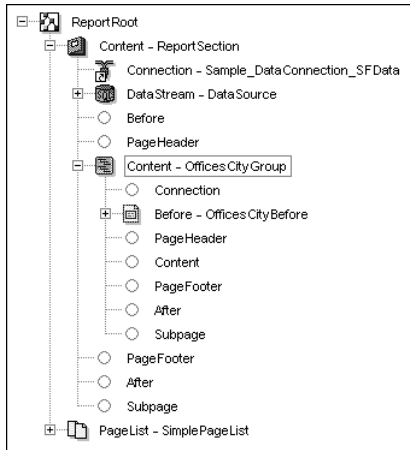 ReportRoot
Content - ReportSection
Connection - Sample_DataConnection_SFData
DataStream - DataSource
Before
PageHeader
Content - OfficesCityGroup
Connection
Before - OfficesCityBefore
PageHeader
Content
PageFooter
After
Subpage
PageFooter
After
Subpage
PageList - SimplePageList